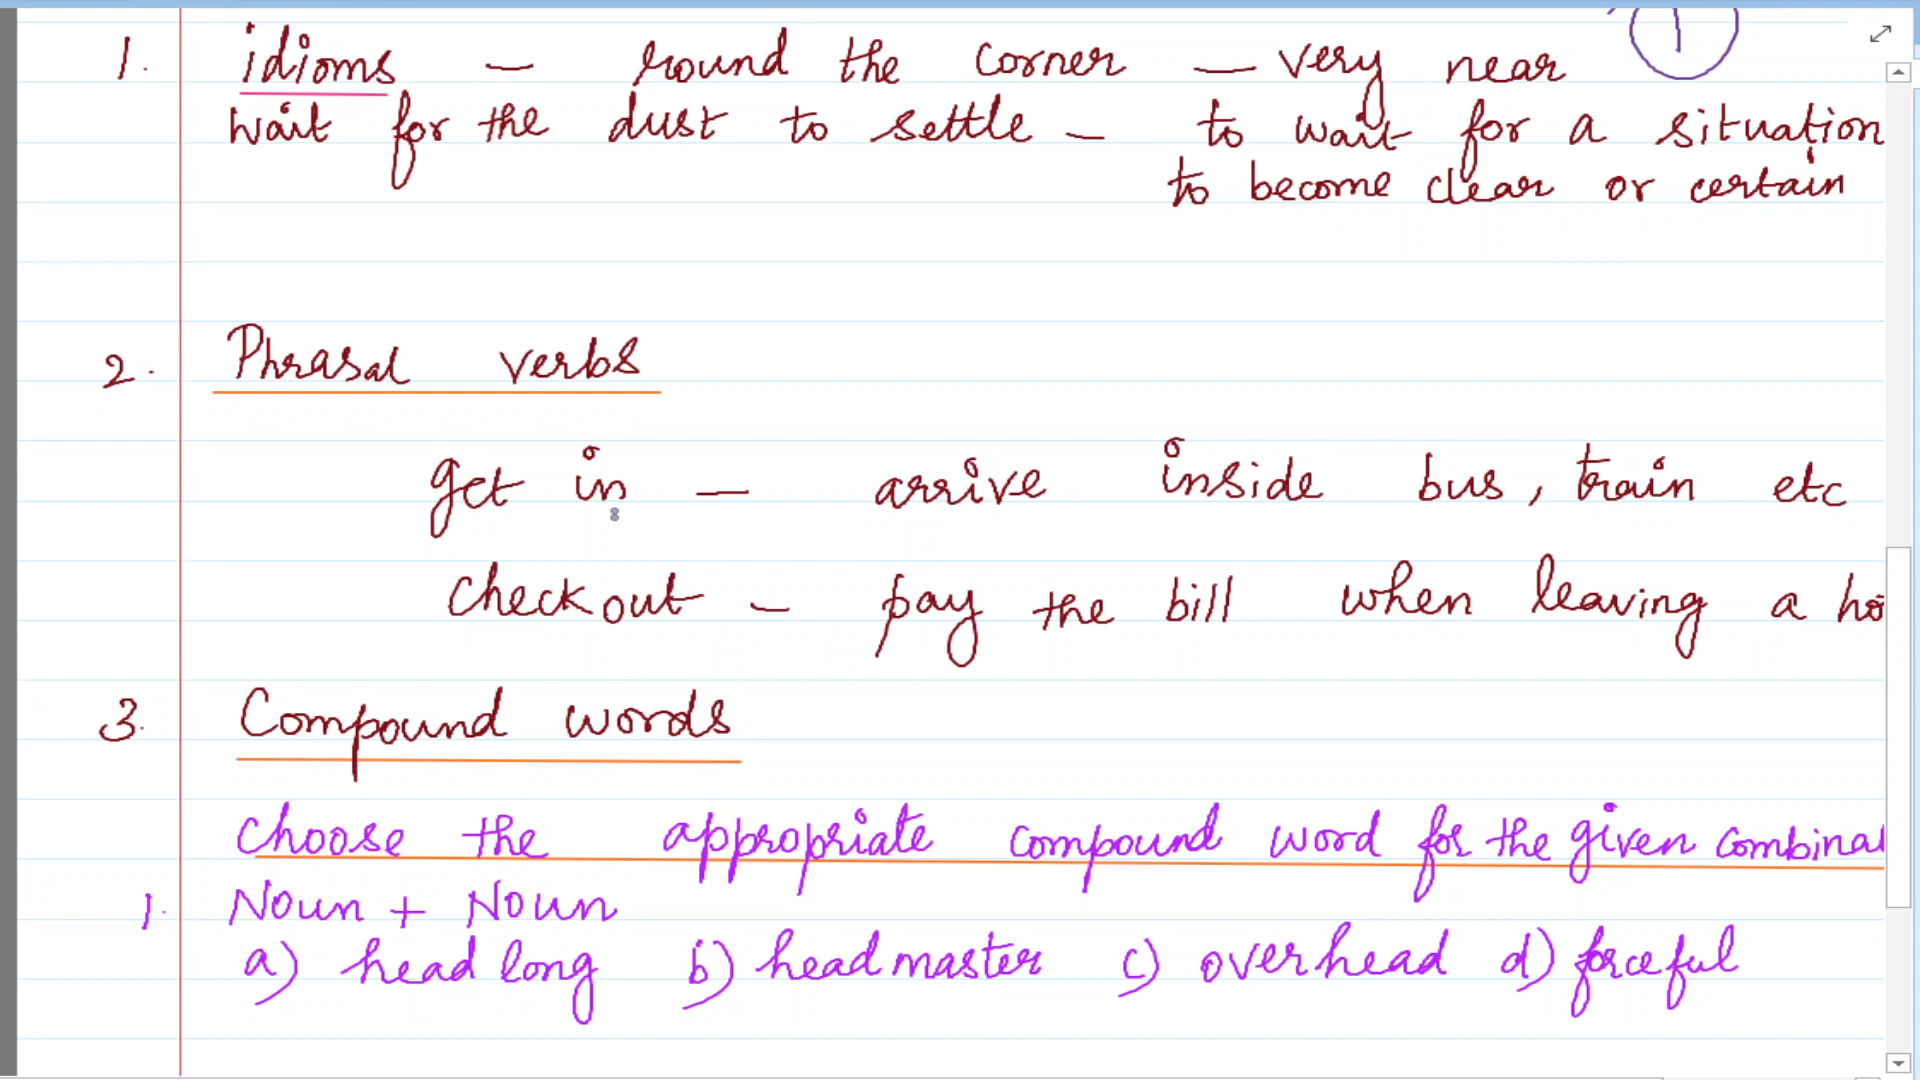 1
1. idioms — round the corner — very near
wait for the dust to settle — to wait for a situation
to become clear or certain
2. Phrasal verbs
get in — arrive inside bus, train etc
checkout — pay the bill when leaving a
3. Compound words
choose the appropriate compound word for the given
1. Noun + Noun
a) head long b) headmaster c) overhead d) forceful